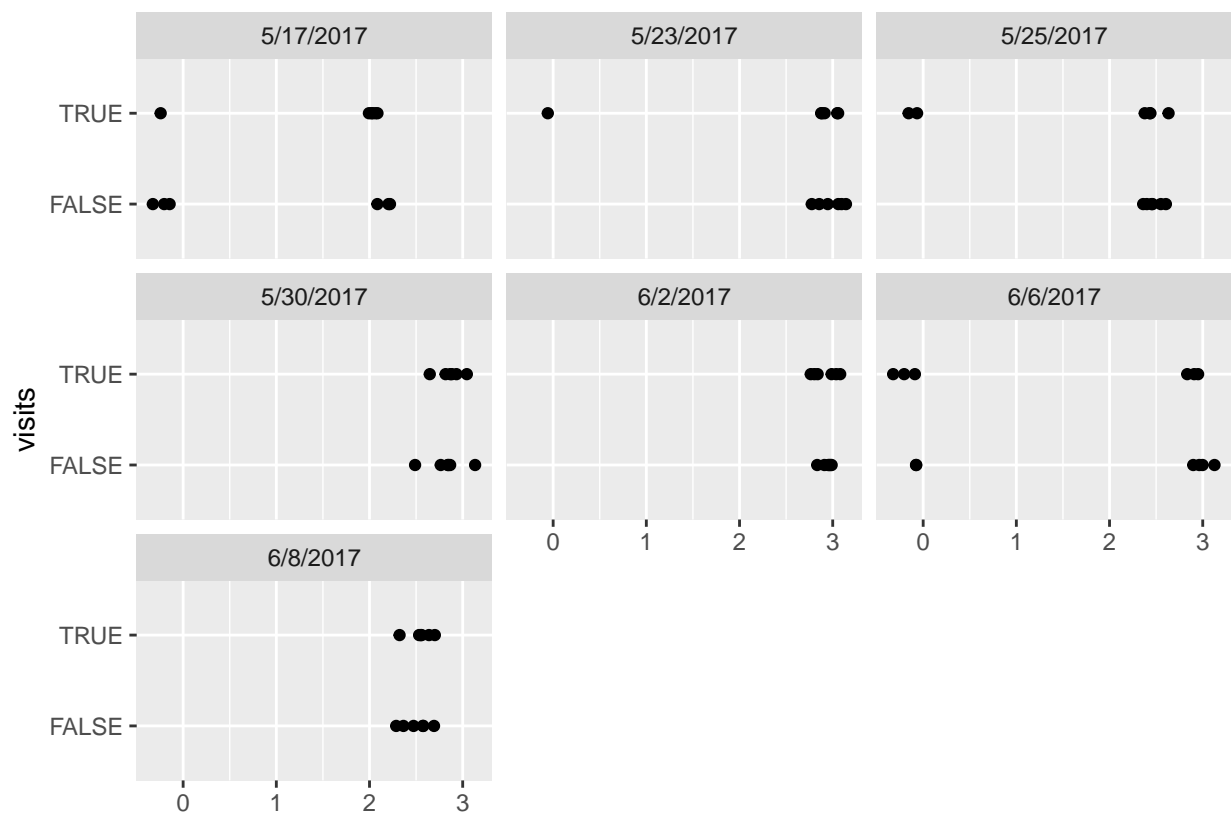 5/17/2017 5/23/2017 5/25/2017
TRUE
FALSE
5/30/2017 6/2/2017 6/6/2017
TRUE
FALSE
visits
0 1 2 3 0 1 2 3
6/8/2017
TRUE
FALSE
0 1 2 3